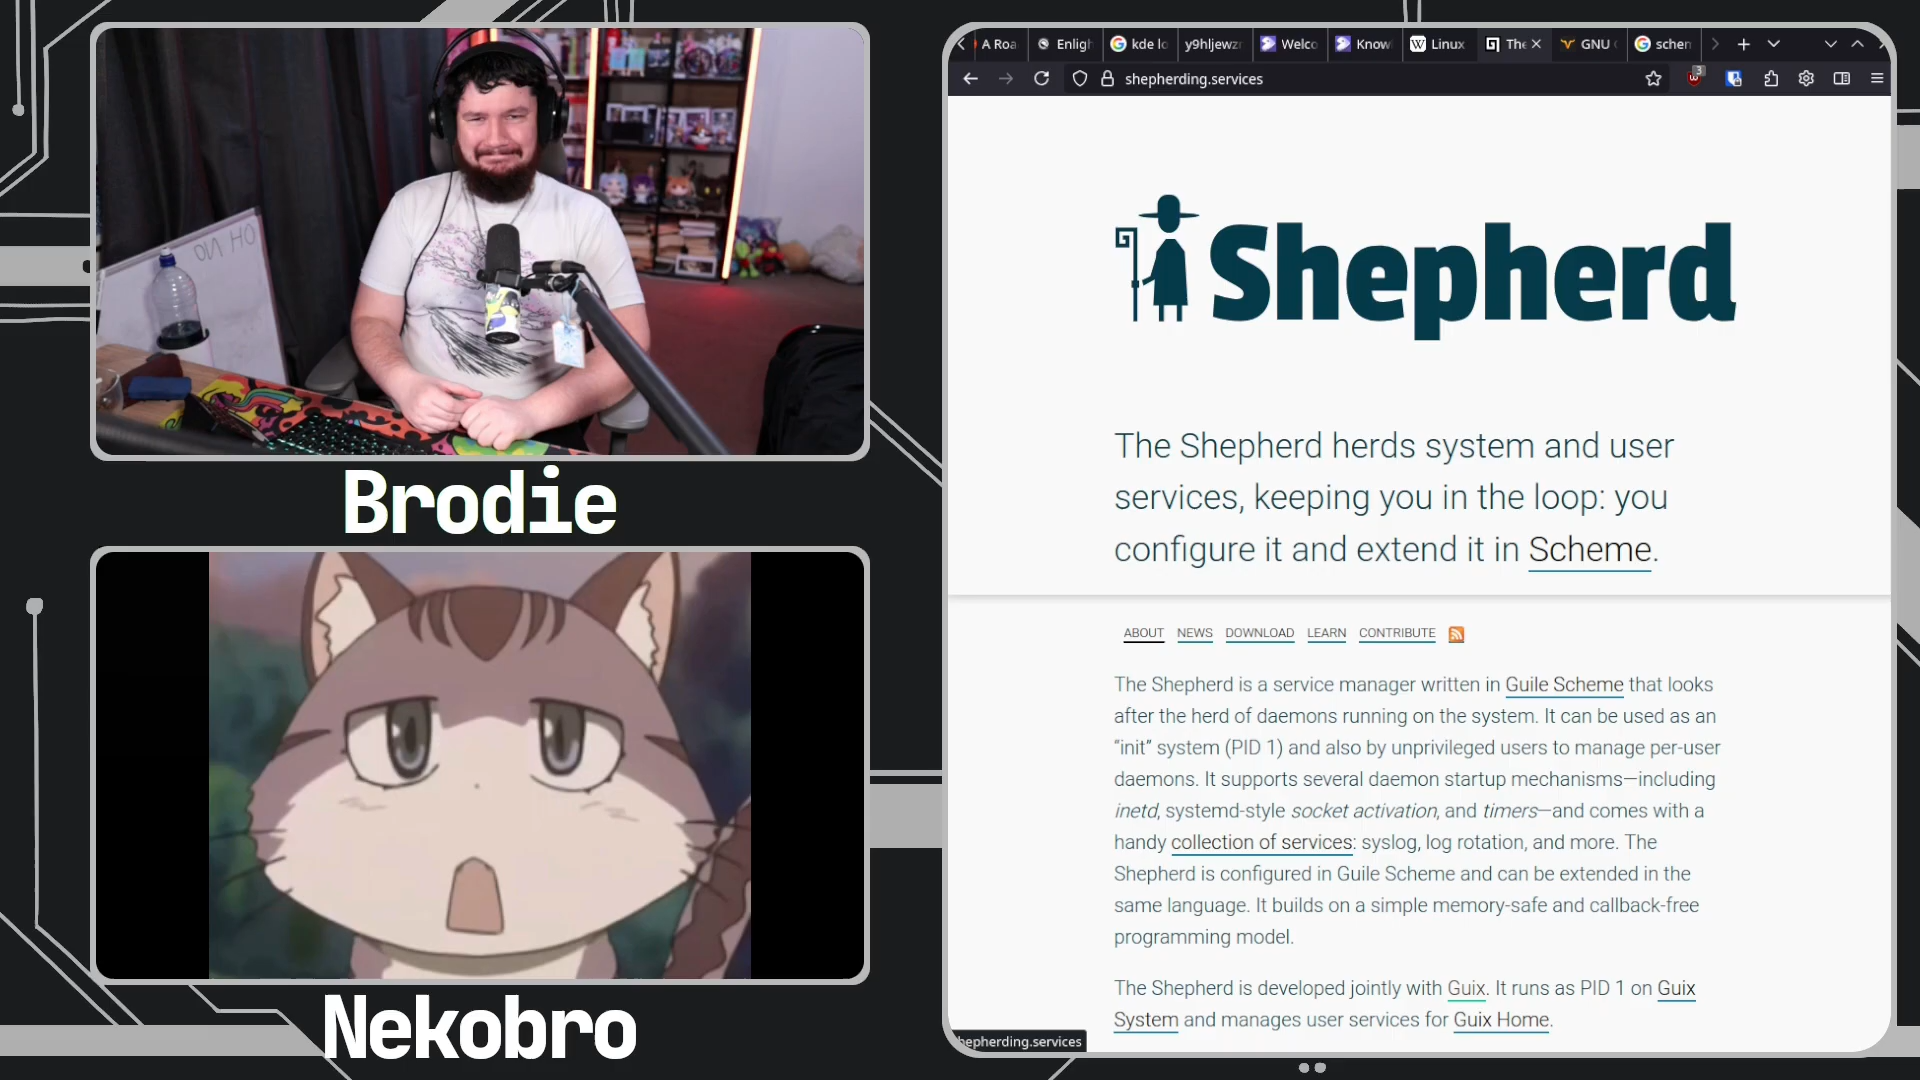 OH NO
Brodie
Nekobro
A Roa
Enligh
kde lo
y9hljewz
Welco
Know
Linux
The
GNU
schen
shepherding.services
3
Shepherd
The Shepherd herds system and user
services, keeping you in the loop: you
configure it and extend it in Scheme.
ABOUT NEWS DOWNLOAD LEARN CONTRIBUTE
The Shepherd is a service manager written in Guile Scheme that looks
after the herd of daemons running on the system. It can be used as an
“init” system (PID 1) and also by unprivileged users to manage per-user
daemons. It supports several daemon startup mechanisms—including
inetd, systemd-style socket activation, and timers—and comes with a
handy collection of services: syslog, log rotation, and more. The
Shepherd is configured in Guile Scheme and can be extended in the
same language. It builds on a simple memory-safe and callback-free
programming model.
The Shepherd is developed jointly with Guix. It runs as PID 1 on Guix
System and manages user services for Guix Home.
hepherding.services